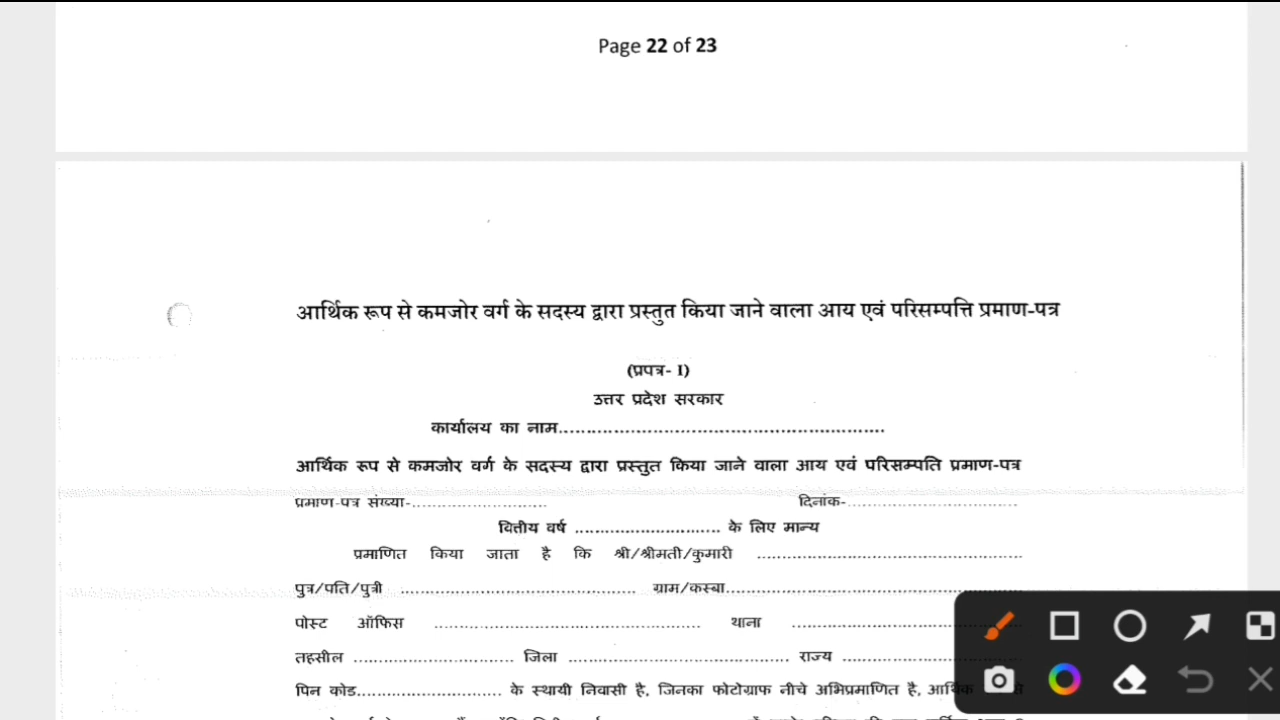 Page 22 of 23
आर्थिक रूप से कमजोर वर्ग के सदस्य द्वारा प्रस्तुत किया जाने वाला आय एवं परिसम्पत्ति प्रमाण-पत्र
(प्रपत्र- I)
उत्तर प्रदेश सरकार
कार्यालय का नाम..........................................................
आर्थिक रूप से कमजोर वर्ग के सदस्य द्वारा प्रस्तुत किया जाने वाला आय एवं परिसम्पति प्रमाण-पत्र
प्रमाण-पत्र संख्या-........................... दिनांक-..................................
वित्तीय वर्ष ............................. के लिए मान्य
प्रमाणित किया जाता है कि श्री/श्रीमती/कुमारी .....................................................
पुत्र/पति/पुत्री ............................................... ग्राम/कस्बा............................................................
पोस्ट ऑफिस ..................................................... थाना ..............................................
तहसील ................................ जिला ............................................ राज्य ........................
पिन कोड............................. के स्थायी निवासी है, जिनका फोटोग्राफ नीचे अभिप्रमाणित है,